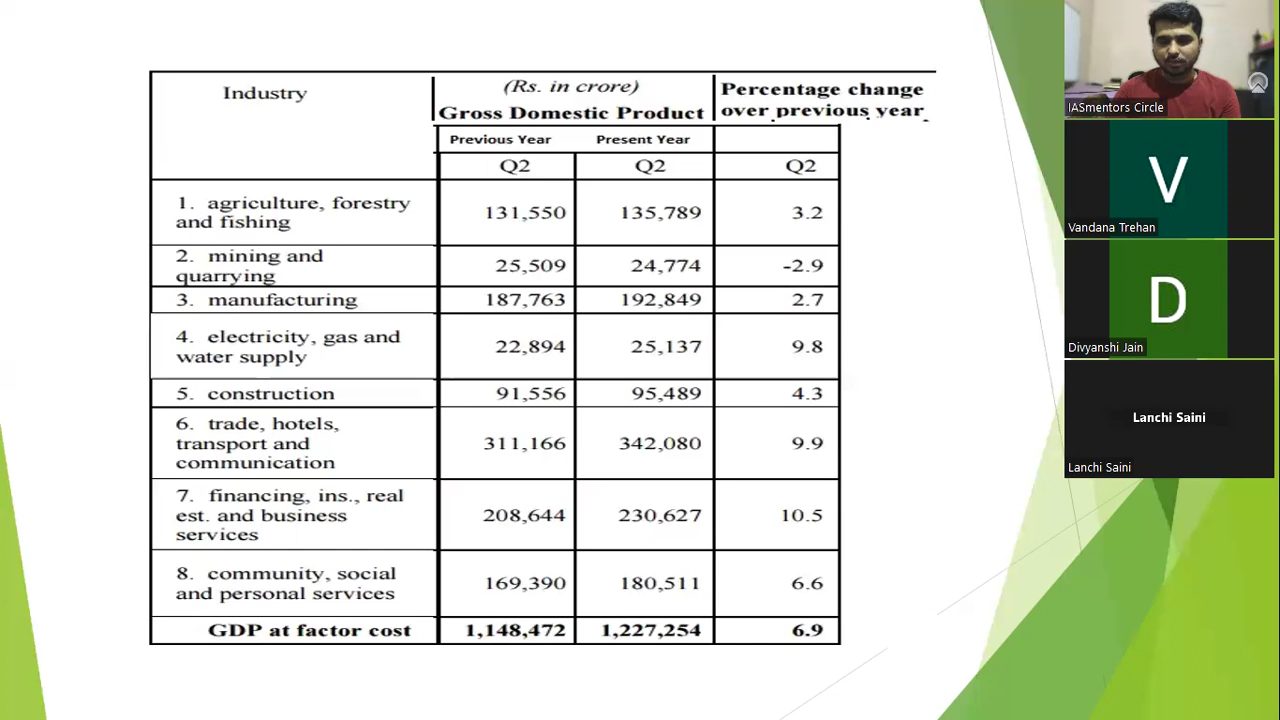 Industry
(Rs. in crore)
Gross Domestic Product
Percentage change
over previous year
Previous Year
Present Year
Q2
Q2
Q2
1. agriculture, forestry
and fishing
131,550
135,789
3.2
2. mining and
quarrying
25,509
24,774
-2.9
3. manufacturing
187,763
192,849
2.7
4. electricity, gas and
water supply
22,894
25,137
9.8
5. construction
91,556
95,489
4.3
6. trade, hotels,
transport and
communication
311,166
342,080
9.9
7. financing, ins., real
est. and business
services
208,644
230,627
10.5
8. community, social
and personal services
169,390
180,511
6.6
GDP at factor cost
1,148,472
1,227,254
6.9
IASmentors Circle
V
Vandana Trehan
D
Divyanshi Jain
Lanchi Saini
Lanchi Saini